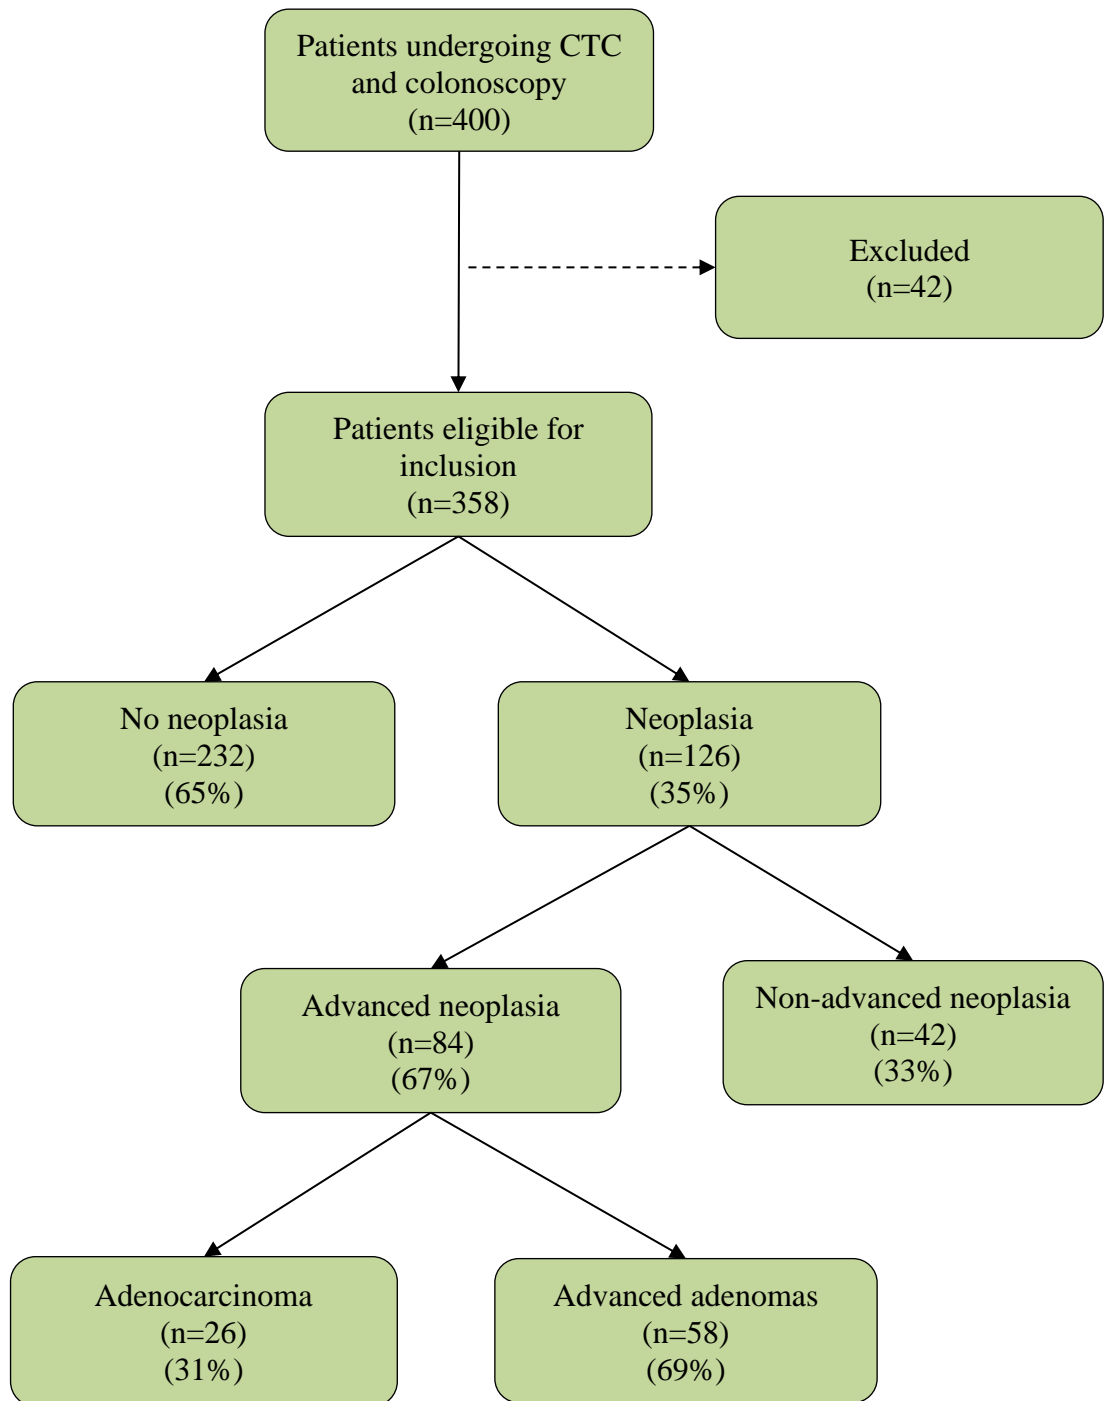 Patients undergoing CTC
and colonoscopy
(n=400)
Excluded
(n=42)
Patients eligible for
inclusion
(n=358)
No neoplasia
(n=232)
(65%)
Neoplasia
(n=126)
(35%)
Advanced neoplasia
(n=84)
(67%)
Non-advanced neoplasia
(n=42)
(33%)
Adenocarcinoma
(n=26)
(31%)
Advanced adenomas
(n=58)
(69%)